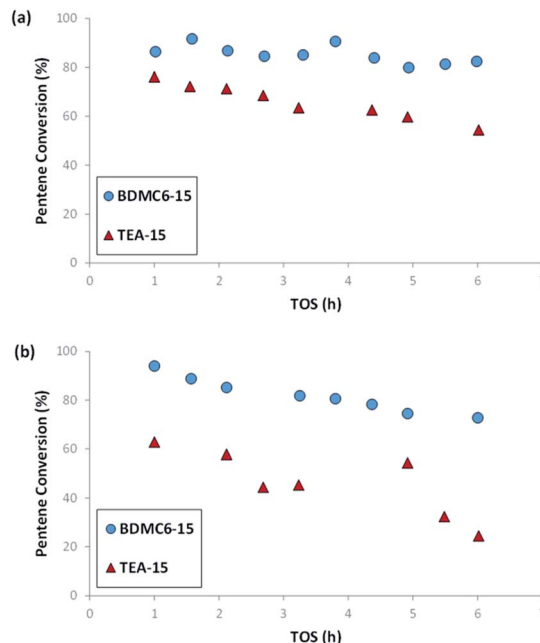 (a)
100
80
60
40
20
0
Pentene Conversion (%)
BDMC6-15
TEA-15
0 1 2 3 4 5 6 7
TOS (h)
(b)
100
80
60
40
20
0
Pentene Conversion (%)
BDMC6-15
TEA-15
0 1 2 3 4 5 6 7
TOS (h)